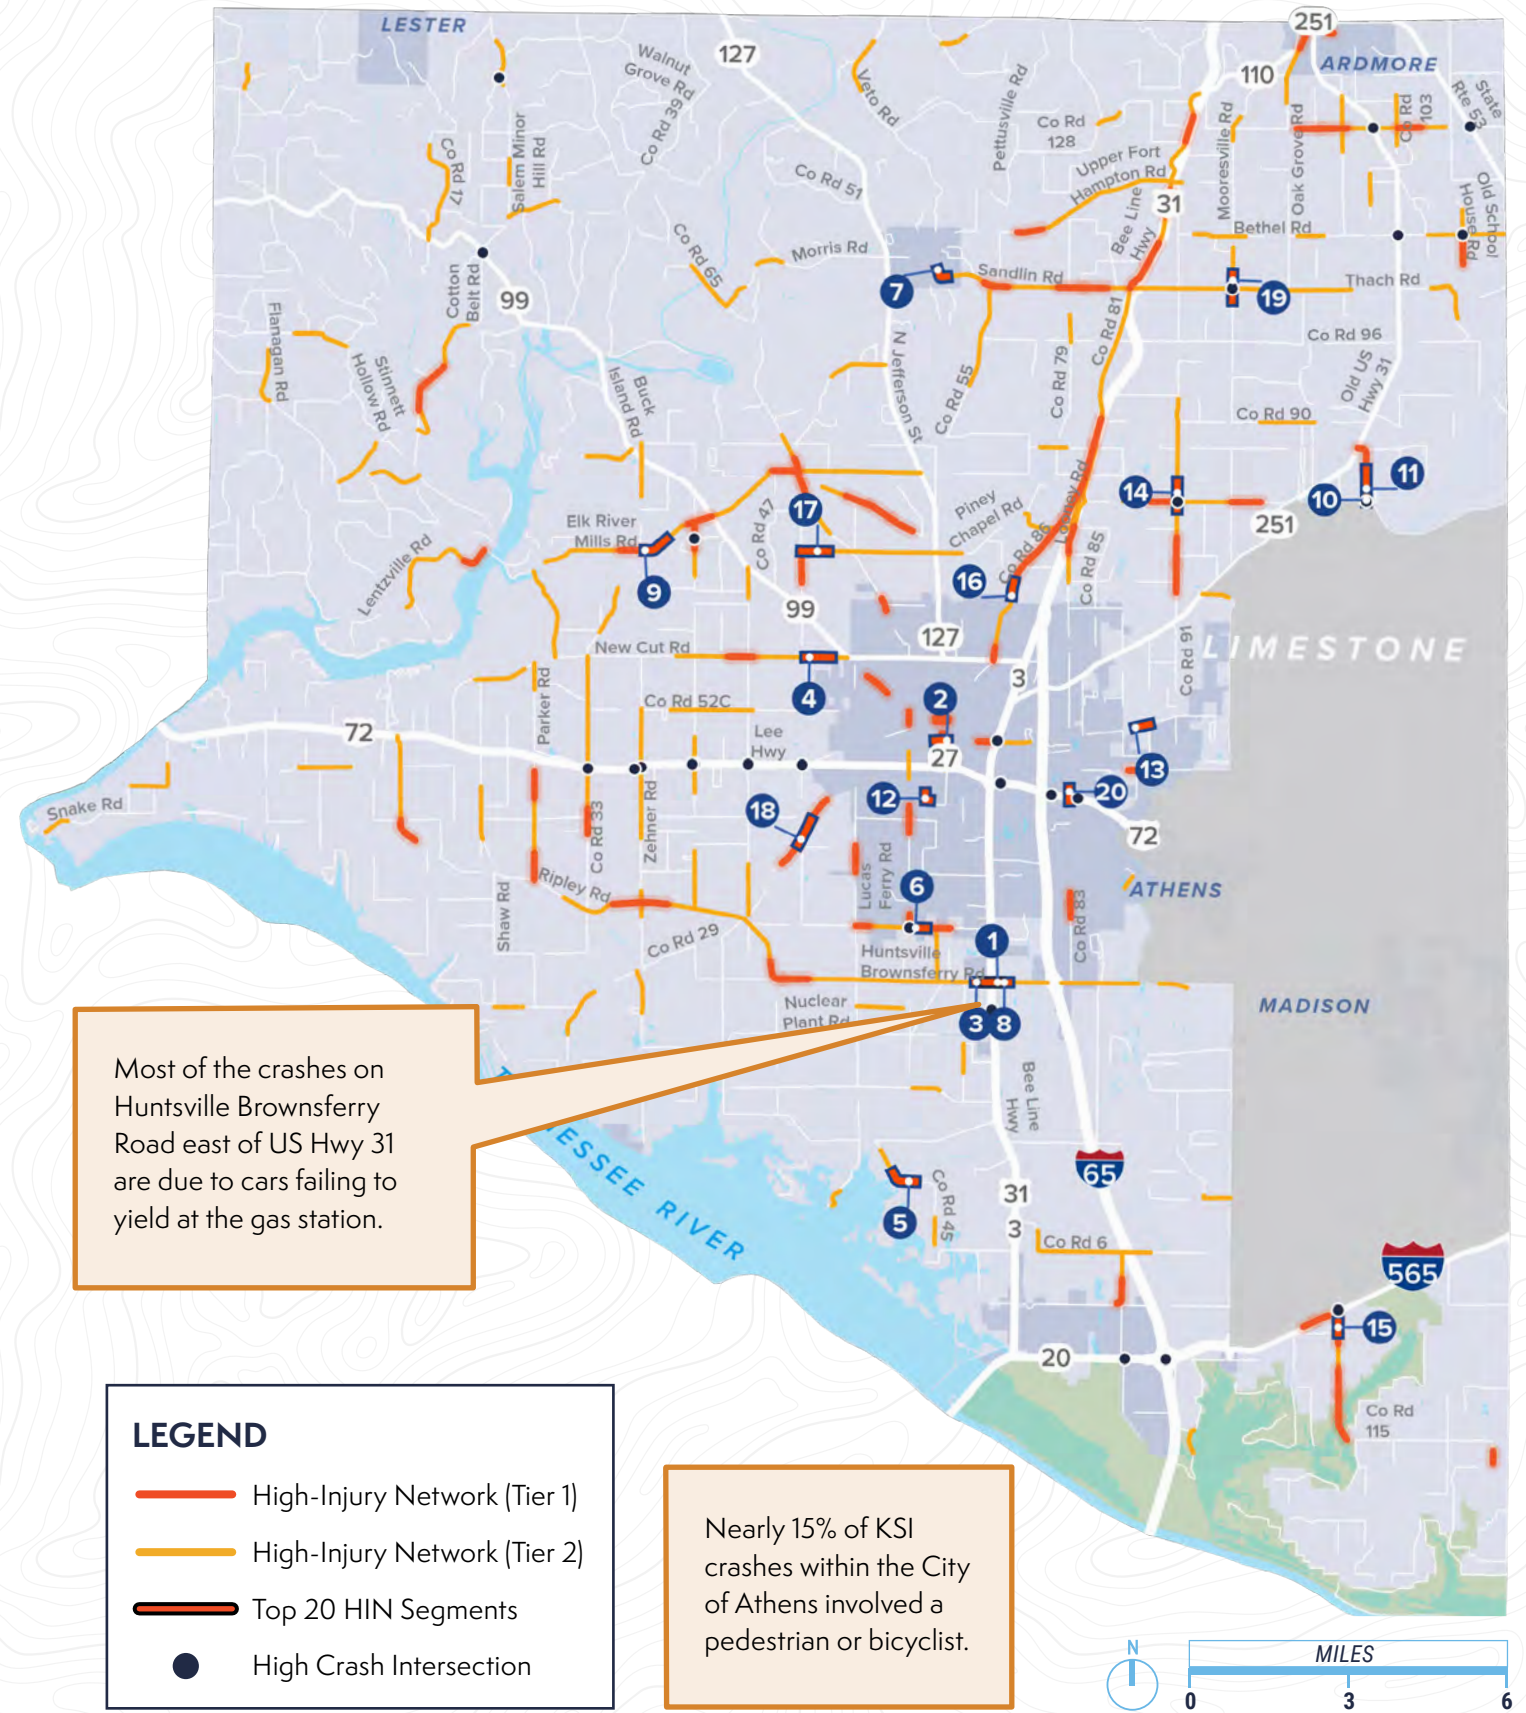 LESTER
127
251
ARDMORE
110
Walnut
Grove Rd
Co Rd 39
Veto Rd
Pettusville Rd
Co Rd
128
Upper Fort
Hampton Rd
Mooresville Rd
Oak Grove Rd
Co Rd
103
State
Rte 53
Co Rd 17
Salem Minor
Hill Rd
Co Rd 51
31
Bee Line
Hwy
Bethel Rd
Old School
House Rd
Co Rd 65
Morris Rd
Sandlin Rd
Thach Rd
7
19
Cotton
Belt Rd
99
Flanagan Rd
Stinnett
Hollow Rd
Buck
Island Rd
N Jefferson St
Co Rd 55
Co Rd 79
Co Rd 81
Co Rd 96
Old US
Hwy 31
Co Rd 90
14
11
10
251
17
Elk River
Mills Rd
Co Rd 47
Piney
Chapel Rd
Co Rd 86
Co Rd 85
Lentzville Rd
9
16
99
127
New Cut Rd
3
Co Rd 91
LIMESTONE
4
2
Parker Rd
Co Rd 52C
72
Lee
Hwy
27
13
Snake Rd
18
12
20
72
Co Rd 33
Zehner Rd
Lucas
Ferry Rd
ATHENS
Ripley Rd
6
Shaw Rd
Co Rd 29
Co Rd 83
1
Huntsville
Brownsferry Rd
Nuclear
Plant Rd
3
8
MADISON
Most of the crashes on
Huntsville Brownsferry
Road east of US Hwy 31
are due to cars failing to
yield at the gas station.
Bee Line
Hwy
65
ESSEE RIVER
5
Co Rd 45
31
3
Co Rd 6
565
15
20
Co Rd
115
LEGEND
High-Injury Network (Tier 1)
High-Injury Network (Tier 2)
Top 20 HIN Segments
High Crash Intersection
Nearly 15% of KSI
crashes within the City
of Athens involved a
pedestrian or bicyclist.
N
MILES
0
3
6